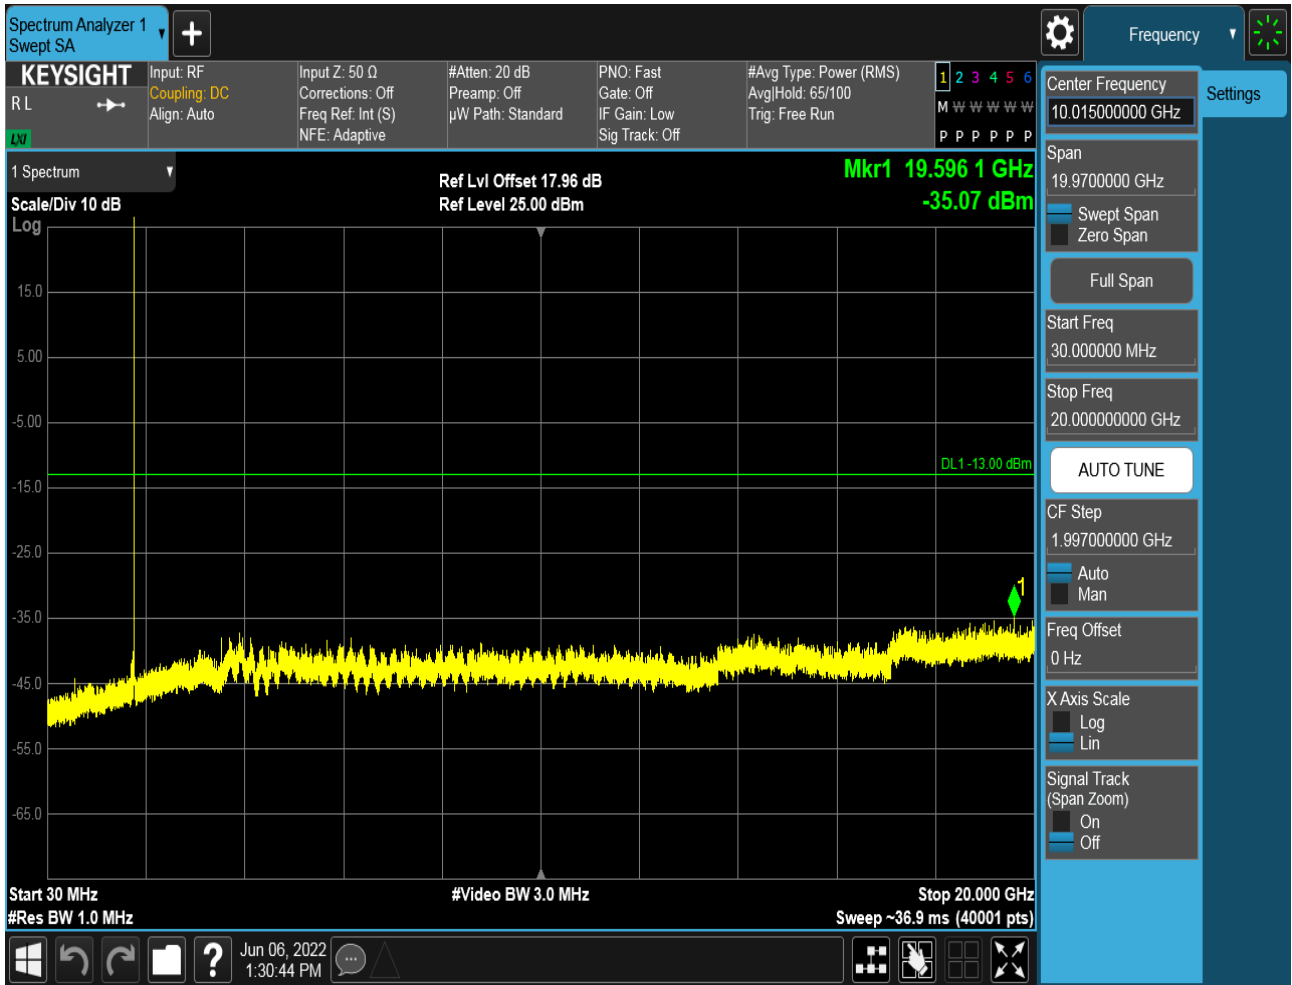 Spectrum Analyzer 1
Swept SA
Frequency
KEYSIGHT
R L
LXI
Input: RF
Coupling: DC
Align: Auto
Input Z: 50 Ω
Corrections: Off
Freq Ref: Int (S)
NFE: Adaptive
#Atten: 20 dB
Preamp: Off
µW Path: Standard
PNO: Fast
Gate: Off
IF Gain: Low
Sig Track: Off
#Avg Type: Power (RMS)
Avg|Hold: 65/100
Trig: Free Run
1 2 3 4 5 6
M W W W W W
P P P P P P
1 Spectrum
Scale/Div 10 dB
Log
Ref Lvl Offset 17.96 dB
Ref Level 25.00 dBm
Mkr1 19.596 1 GHz
-35.07 dBm
15.0
5.00
-5.00
DL1 -13.00 dBm
-15.0
-25.0
1
-35.0
-45.0
-55.0
-65.0
Start 30 MHz
#Video BW 3.0 MHz
Stop 20.000 GHz
#Res BW 1.0 MHz
Sweep ~36.9 ms (40001 pts)
?
Jun 06, 2022
1:30:44 PM
Center Frequency
10.015000000 GHz
Settings
Span
19.9700000 GHz
Swept Span
Zero Span
Full Span
Start Freq
30.000000 MHz
Stop Freq
20.000000000 GHz
AUTO TUNE
CF Step
1.997000000 GHz
Auto
Man
Freq Offset
0 Hz
X Axis Scale
Log
Lin
Signal Track
(Span Zoom)
On
Off